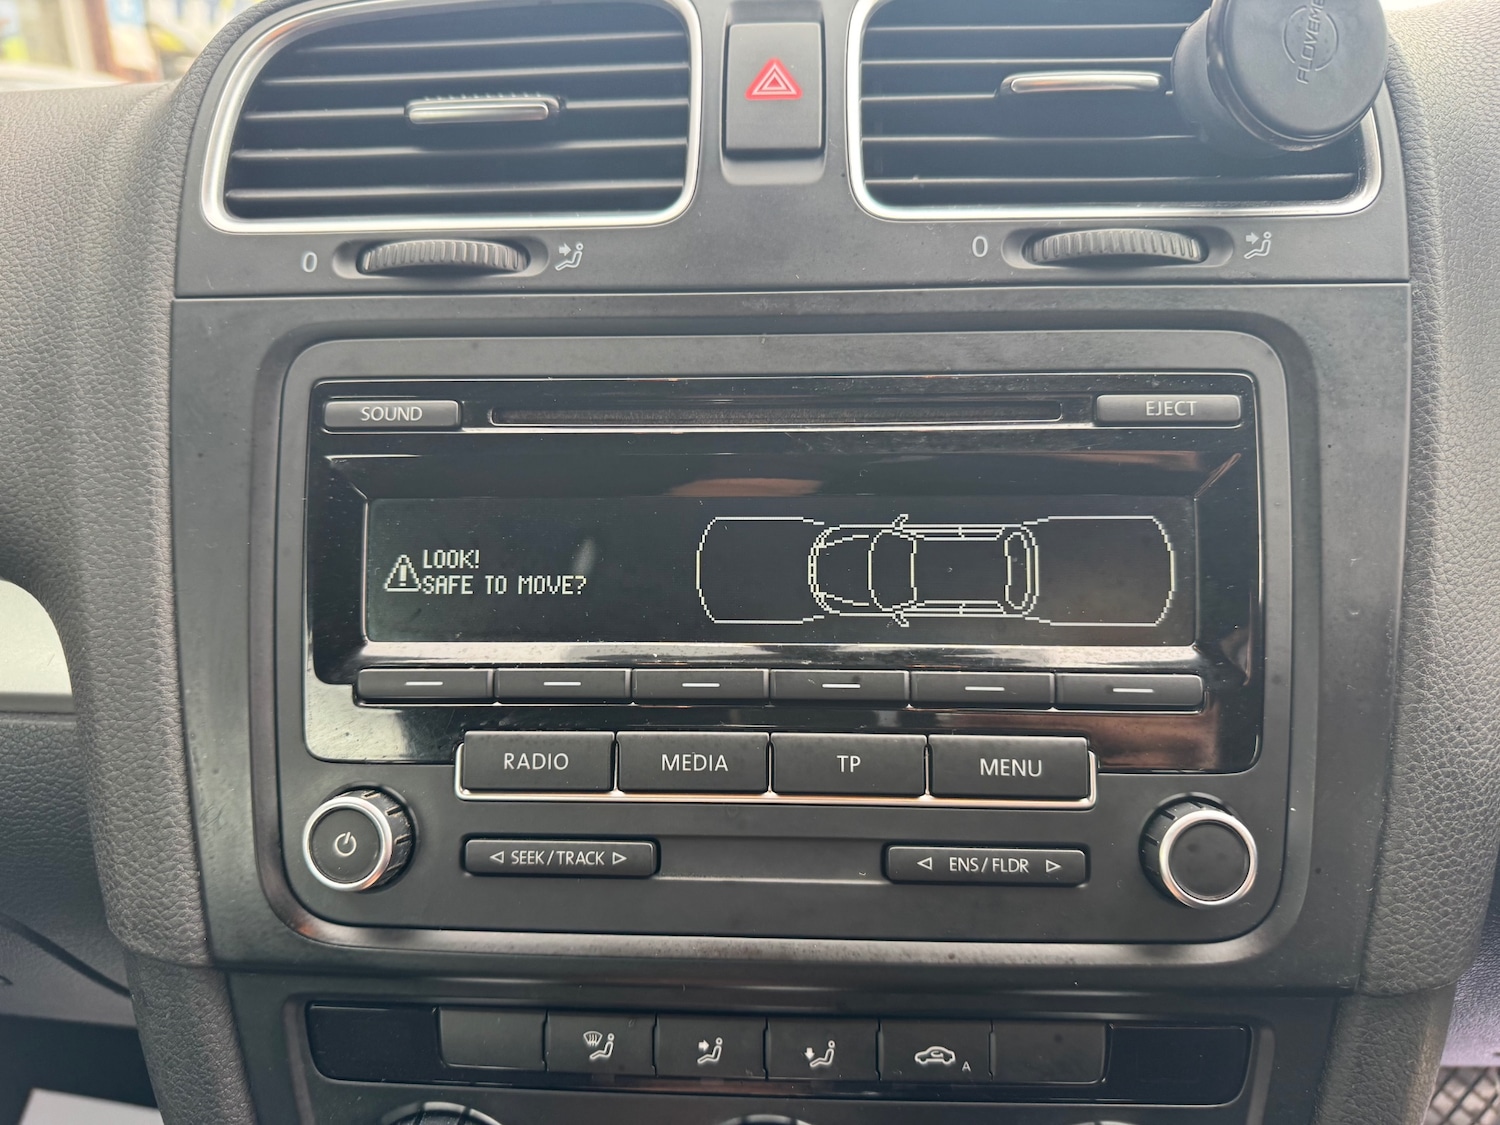 FLOVEME
0
0
SOUND
EJECT
LOOK!
SAFE TO MOVE?
RADIO
MEDIA
TP
MENU
SEEK/TRACK
ENS/FLDR
A